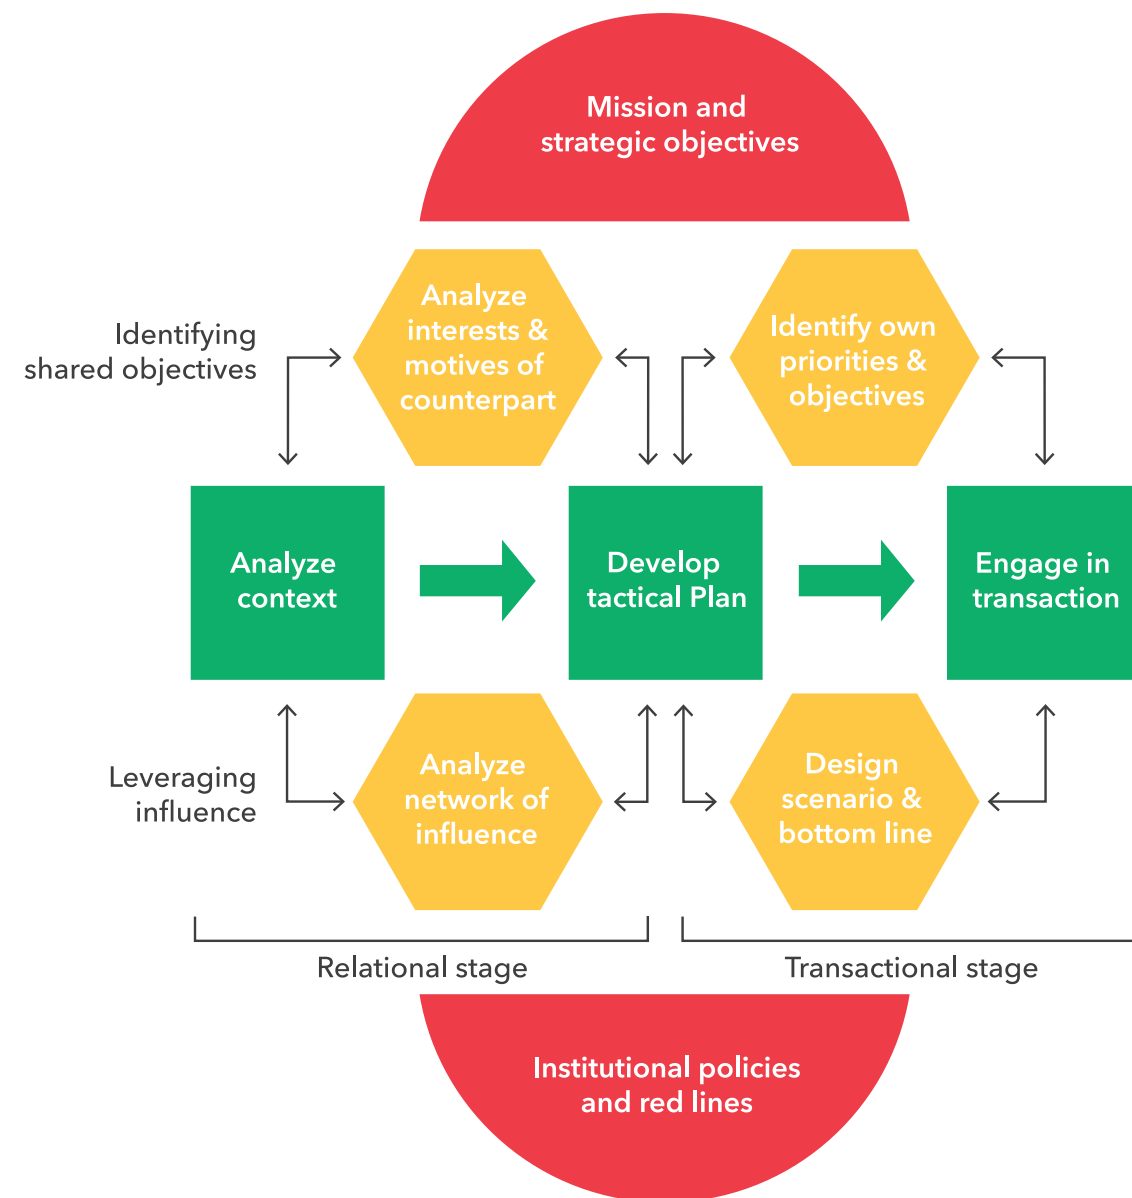 Mission and
strategic objectives
Identifying
shared objectives
Analyze
interests &
motives of
counterpart
Identify own
priorities &
objectives
Analyze
context
Develop
tactical Plan
Engage in
transaction
Leveraging
influence
Analyze
network of
influence
Design
scenario &
bottom line
Relational stage
Transactional stage
Institutional policies
and red lines